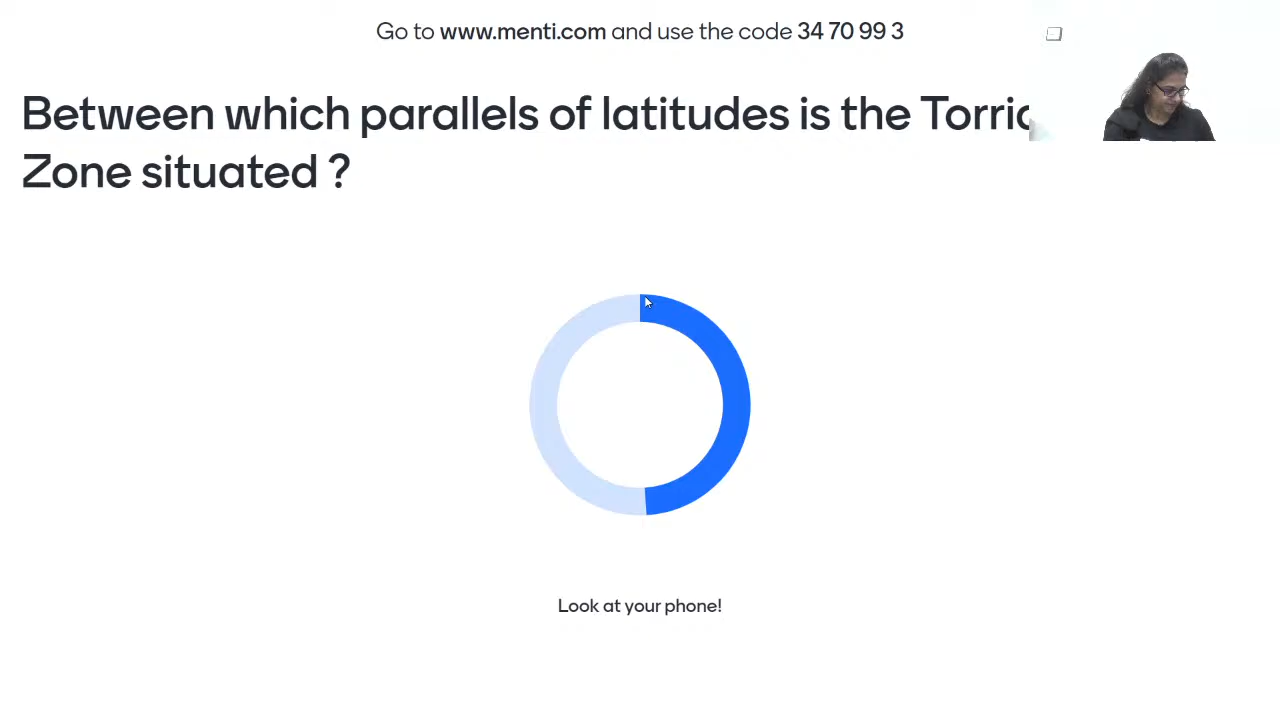 Go to www.menti.com and use the code 34 70 99 3
Between which parallels of latitudes is the Torrid
Zone situated ?
Look at your phone!